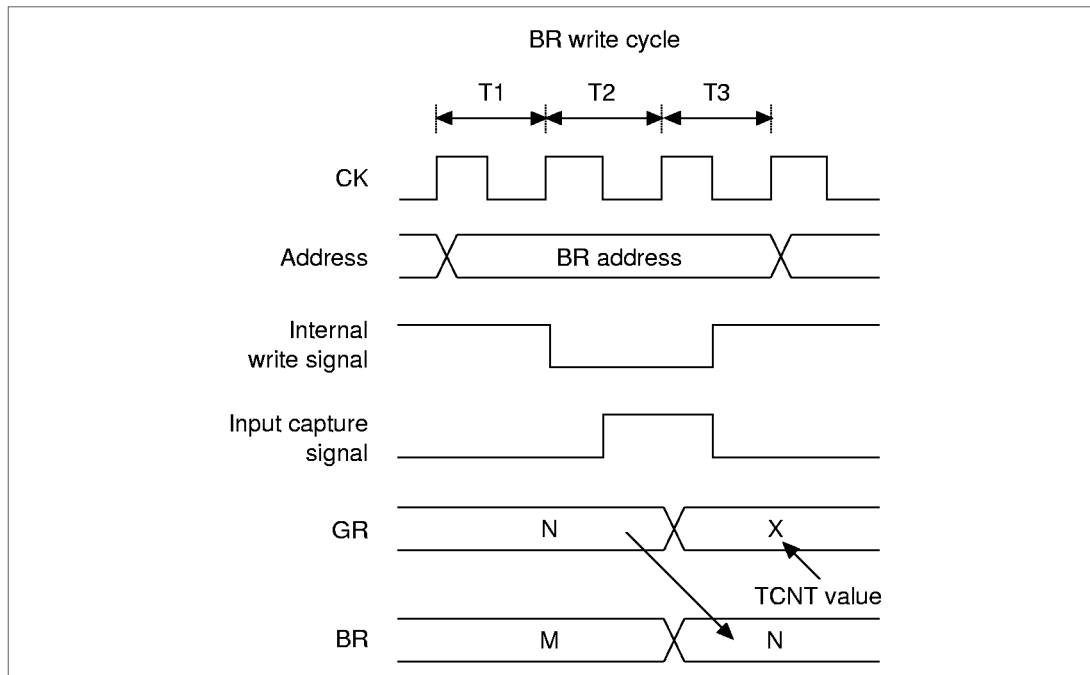 BR write cycle
T1 T2 T3
CK
Address BR address
Internal
write signal
Input capture
signal
GR N X
TCNT value
BR M N